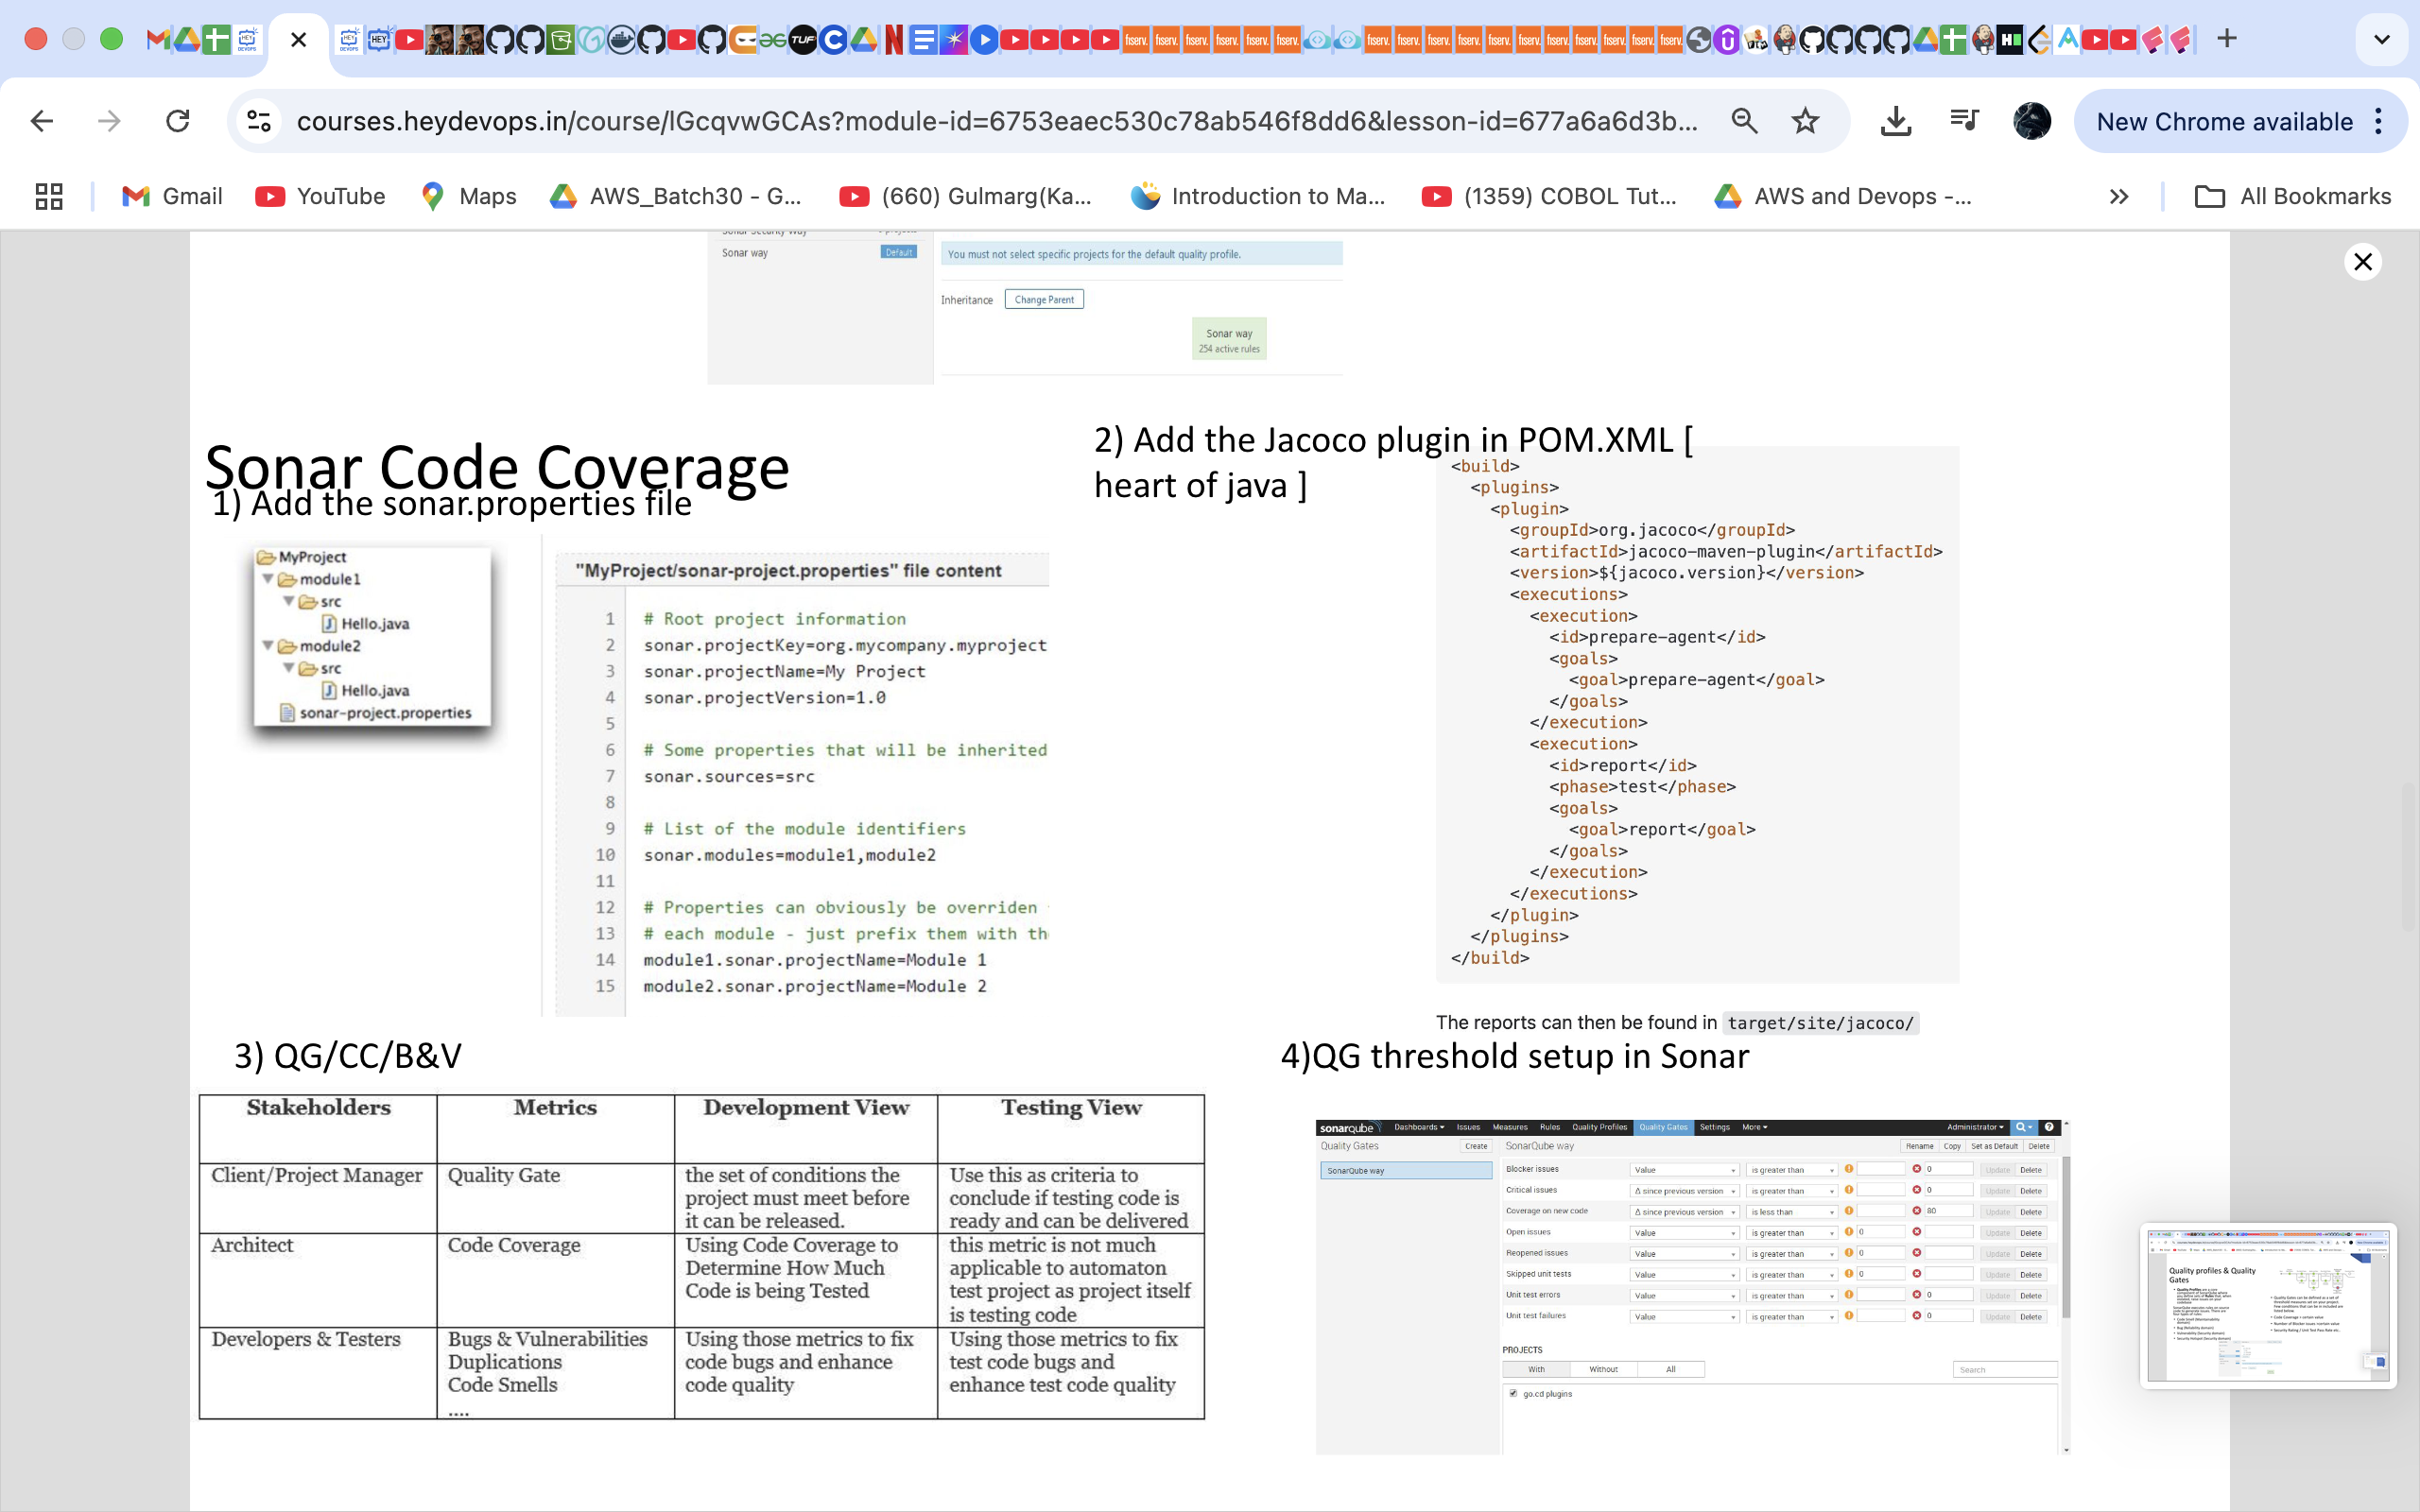 courses.heydevops.in/course/lGcqvwGCAs?module-id=6753eaec530c78ab546f8dd6&lesson-id=677a6a6d3b...
New Chrome available
Gmail
YouTube
Maps
AWS_Batch30 - G...
(660) Gulmarg(Ka...
Introduction to Ma...
(1359) COBOL Tut...
AWS and Devops -...
All Bookmarks
Sonar way
Default
You must not select specific projects for the default quality profile.
Inheritance
Change Parent
Sonar way
254 active rules
Sonar Code Coverage
1) Add the sonar.properties file
MyProject
module1
src
Hello.java
module2
src
Hello.java
sonar-project.properties
"MyProject/sonar-project.properties" file content
1 # Root project information
2 sonar.projectKey=org.mycompany.myproject
3 sonar.projectName=My Project
4 sonar.projectVersion=1.0
5
6 # Some properties that will be inherited
7 sonar.sources=src
8
9 # List of the module identifiers
10 sonar.modules=module1,module2
11
12 # Properties can obviously be overriden
13 # each module - just prefix them with
14 module1.sonar.projectName=Module 1
15 module2.sonar.projectName=Module 2
2) Add the Jacoco plugin in POM.XML [
heart of java ]
<build>
<plugins>
<plugin>
<groupId>org.jacoco</groupId>
<artifactId>jacoco-maven-plugin</artifactId>
<version>${jacoco.version}</version>
<executions>
<execution>
<id>prepare-agent</id>
<goals>
<goal>prepare-agent</goal>
</goals>
</execution>
<execution>
<id>report</id>
<phase>test</phase>
<goals>
<goal>report</goal>
</goals>
</execution>
</executions>
</plugin>
</plugins>
</build>
The reports can then be found in target/site/jacoco/
3) QG/CC/B&V
Stakeholders Metrics Development View Testing View
Client/Project Manager Quality Gate the set of conditions the Use this as criteria to
project must meet before conclude if testing code is
it can be released. ready and can be delivered
Architect Code Coverage Using Code Coverage to this metric is not much
Determine How Much applicable to automaton
Code is being Tested test project as project itself
is testing code
Developers & Testers Bugs & Vulnerabilities Using those metrics to fix Using those metrics to fix
Duplications code bugs and enhance test code bugs and
Code Smells code quality enhance test code quality
....
4)QG threshold setup in Sonar
sonarqube Dashboards Issues Measures Rules Quality Profiles Quality Gates Settings More Administrator
Quality Gates Create SonarQube way Rename Copy Set as Default Delete
SonarQube way
Blocker issues Value is greater than 0 Update Delete
Critical issues Δ since previous version is greater than 0 Update Delete
Coverage on new code Δ since previous version is less than 80 Update Delete
Open issues Value is greater than 0 Update Delete
Reopened issues Value is greater than 0 Update Delete
Skipped unit tests Value is greater than 0 Update Delete
Unit test errors Value is greater than 0 Update Delete
Unit test failures Value is greater than 0 Update Delete
PROJECTS
With Without All Search
go.cd plugins
Quality profiles & Quality
Gates